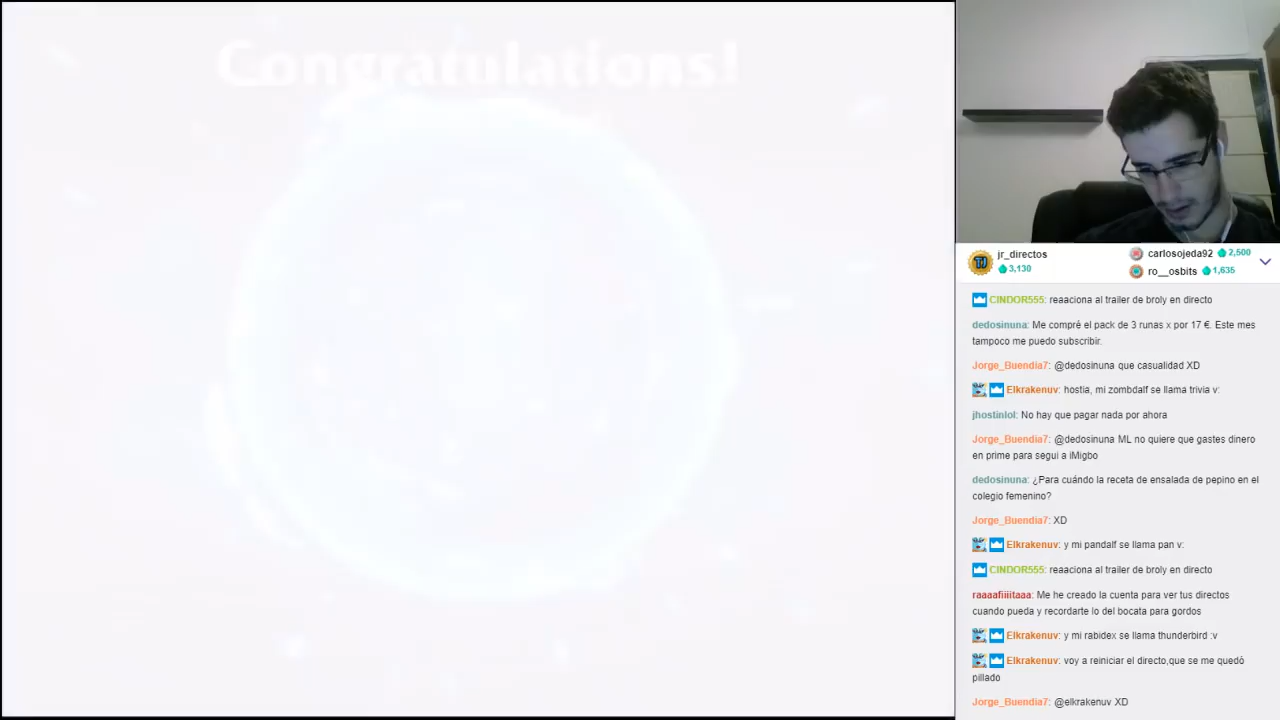 Congratulations!
jr_directos
3,130
carlosojeda92 2,500
ro__osbits 1,635
CINDOR555: reaaciona al trailer de broly en directo
dedosinuna: Me compré el pack de 3 runas x por 17 €. Este mes
tampoco me puedo subscribir.
Jorge_Buendia7: @dedosinuna que casualidad XD
Elkrakenuv: hostia, mi zombdalf se llama trivia v:
jhostinlol: No hay que pagar nada por ahora
Jorge_Buendia7: @dedosinuna ML no quiere que gastes dinero
en prime para segui a iMigbo
dedosinuna: ¿Para cuándo la receta de ensalada de pepino en el
colegio femenino?
Jorge_Buendia7: XD
Elkrakenuv: y mi pandalf se llama pan v:
CINDOR555: reaaciona al trailer de broly en directo
raaaafiiiitaaa: Me he creado la cuenta para ver tus directos
cuando pueda y recordarte lo del bocata para gordos
Elkrakenuv: y mi rabidex se llama thunderbird :v
Elkrakenuv: voy a reiniciar el directo,que se me quedó
pillado
Jorge_Buendia7: @elkrakenuv XD